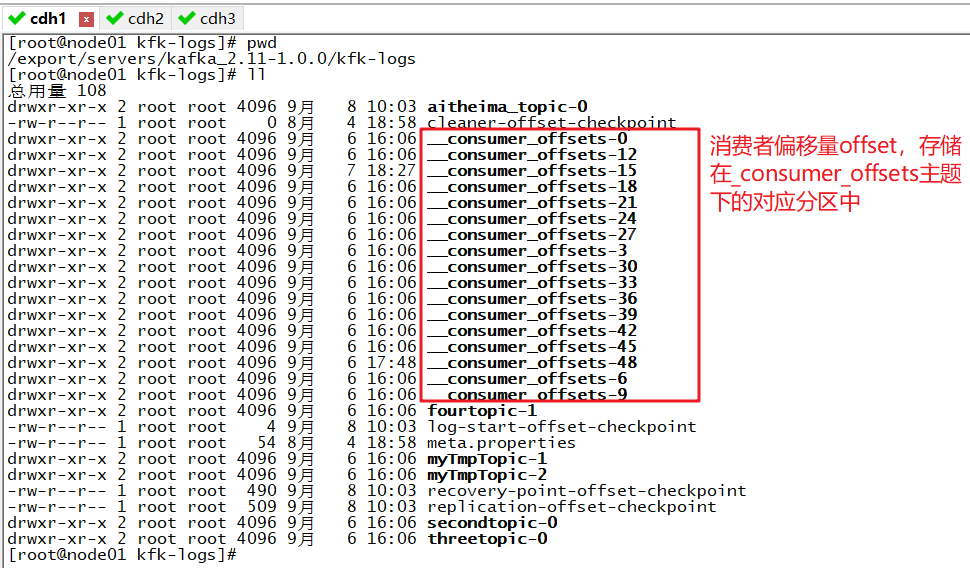 cdh1 x cdh2 cdh3
[root@node01 kfk-logs]# pwd
/export/servers/kafka_2.11-1.0.0/kfk-logs
[root@node01 kfk-logs]# ll
总用量 108
drwxr-xr-x 2 root root 4096 9月 8 10:03 aitheima_topic-0
-rw-r--r-- 1 root root 0 8月 4 18:58 cleaner-offset-checkpoint
drwxr-xr-x 2 root root 4096 9月 6 16:06 __consumer_offsets-0
drwxr-xr-x 2 root root 4096 9月 6 16:06 __consumer_offsets-12
drwxr-xr-x 2 root root 4096 9月 7 18:27 __consumer_offsets-15
drwxr-xr-x 2 root root 4096 9月 6 16:06 __consumer_offsets-18
drwxr-xr-x 2 root root 4096 9月 6 16:06 __consumer_offsets-21
drwxr-xr-x 2 root root 4096 9月 6 16:06 __consumer_offsets-24
drwxr-xr-x 2 root root 4096 9月 6 16:06 __consumer_offsets-27
drwxr-xr-x 2 root root 4096 9月 6 16:06 __consumer_offsets-3
drwxr-xr-x 2 root root 4096 9月 6 16:06 __consumer_offsets-30
drwxr-xr-x 2 root root 4096 9月 6 16:06 __consumer_offsets-33
drwxr-xr-x 2 root root 4096 9月 6 16:06 __consumer_offsets-36
drwxr-xr-x 2 root root 4096 9月 6 16:06 __consumer_offsets-39
drwxr-xr-x 2 root root 4096 9月 6 16:06 __consumer_offsets-42
drwxr-xr-x 2 root root 4096 9月 6 16:06 __consumer_offsets-45
drwxr-xr-x 2 root root 4096 9月 6 17:48 __consumer_offsets-48
drwxr-xr-x 2 root root 4096 9月 6 16:06 __consumer_offsets-6
drwxr-xr-x 2 root root 4096 9月 6 16:06 __consumer_offsets-9
drwxr-xr-x 2 root root 4096 9月 6 16:06 fourtopic-1
-rw-r--r-- 1 root root 4 9月 8 10:03 log-start-offset-checkpoint
-rw-r--r-- 1 root root 54 8月 4 18:58 meta.properties
drwxr-xr-x 2 root root 4096 9月 6 16:06 myTmpTopic-1
drwxr-xr-x 2 root root 4096 9月 6 16:06 myTmpTopic-2
-rw-r--r-- 1 root root 490 9月 8 10:03 recovery-point-offset-checkpoint
-rw-r--r-- 1 root root 509 9月 8 10:03 replication-offset-checkpoint
drwxr-xr-x 2 root root 4096 9月 6 16:06 secondtopic-0
drwxr-xr-x 2 root root 4096 9月 6 16:06 threetopic-0
[root@node01 kfk-logs]#
消费者偏移量offset，存储
在_consumer_offsets主题
下的对应分区中